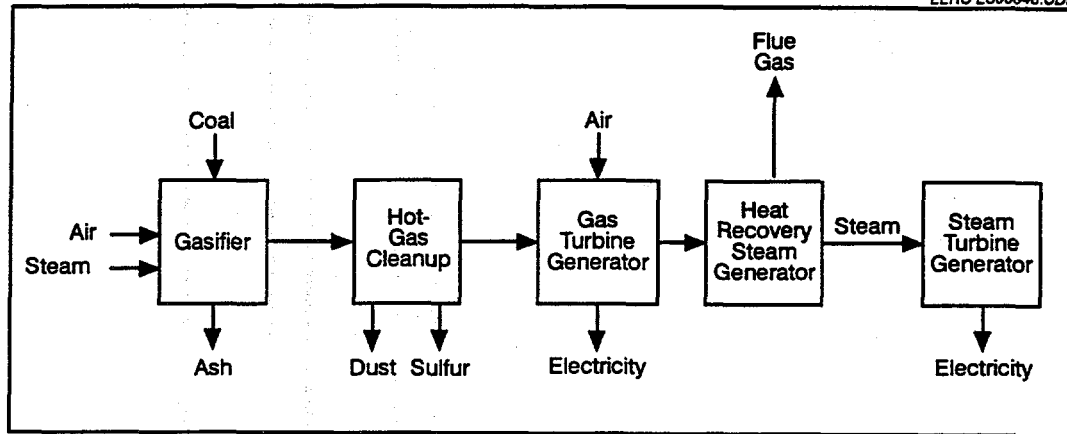 Flue
Gas
Coal
Air
Air
Steam
Gasifier
Hot-
Gas
Cleanup
Gas
Turbine
Generator
Heat
Recovery
Steam
Generator
Steam
Steam
Turbine
Generator
Ash
Dust
Sulfur
Electricity
Electricity